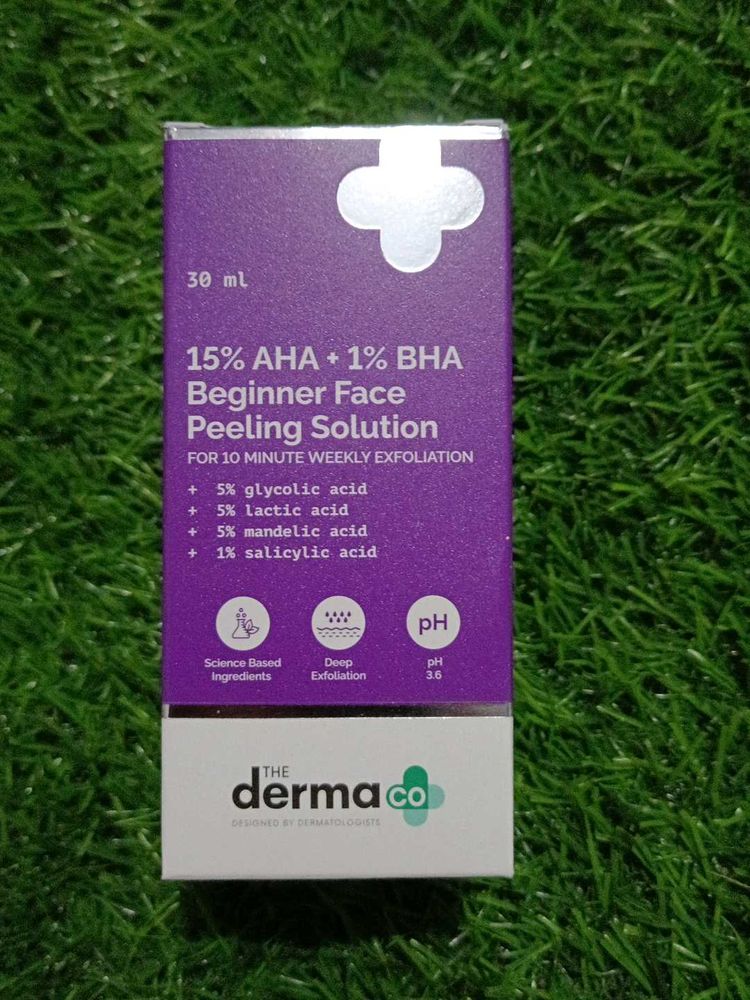 30 ml
15% AHA + 1% BHA
Beginner Face
Peeling Solution
FOR 10 MINUTE WEEKLY EXFOLIATION
+ 5% glycolic acid
+ 5% lactic acid
+ 5% mandelic acid
+ 1% salicylic acid
Science Based
Ingredients
Deep
Exfoliation
pH
pH
3.6
THE
derma co
DESIGNED BY DERMATOLOGISTS